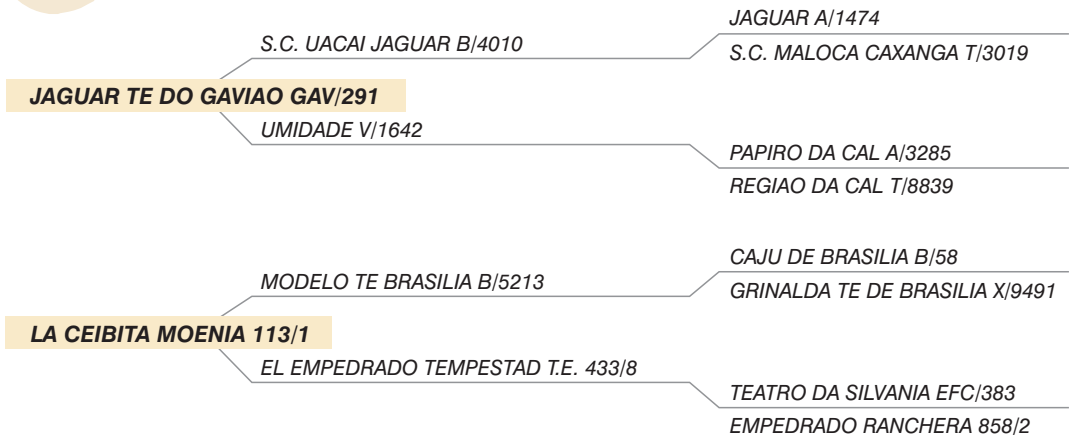 JAGUAR A/1474
S.C. UACAI JAGUAR B/4010
S.C. MALOCA CAXANGA T/3019
JAGUAR TE DO GAVIAO GAV/291
UMIDADE V/1642
PAPIRO DA CAL A/3285
REGIAO DA CAL T/8839
CAJU DE BRASILIA B/58
MODELO TE BRASILIA B/5213
GRINALDA TE DE BRASILIA X/9491
LA CEIBITA MOENIA 113/1
EL EMPEDRADO TEMPESTAD T.E. 433/8
TEATRO DA SILVANIA EFC/383
EMPEDRADO RANCHERA 858/2